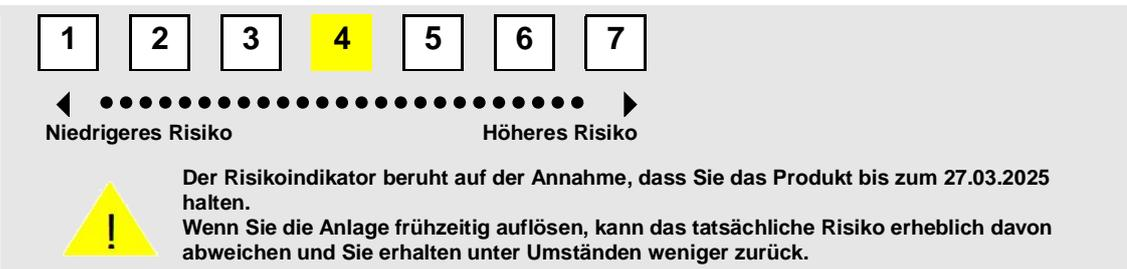 1 2 3 4 5 6 7
Niedrigeres Risiko Höheres Risiko
Der Risikoindikator beruht auf der Annahme, dass Sie das Produkt bis zum 27.03.2025
halten.
Wenn Sie die Anlage frühzeitig auflösen, kann das tatsächliche Risiko erheblich davon
abweichen und Sie erhalten unter Umständen weniger zurück.
!